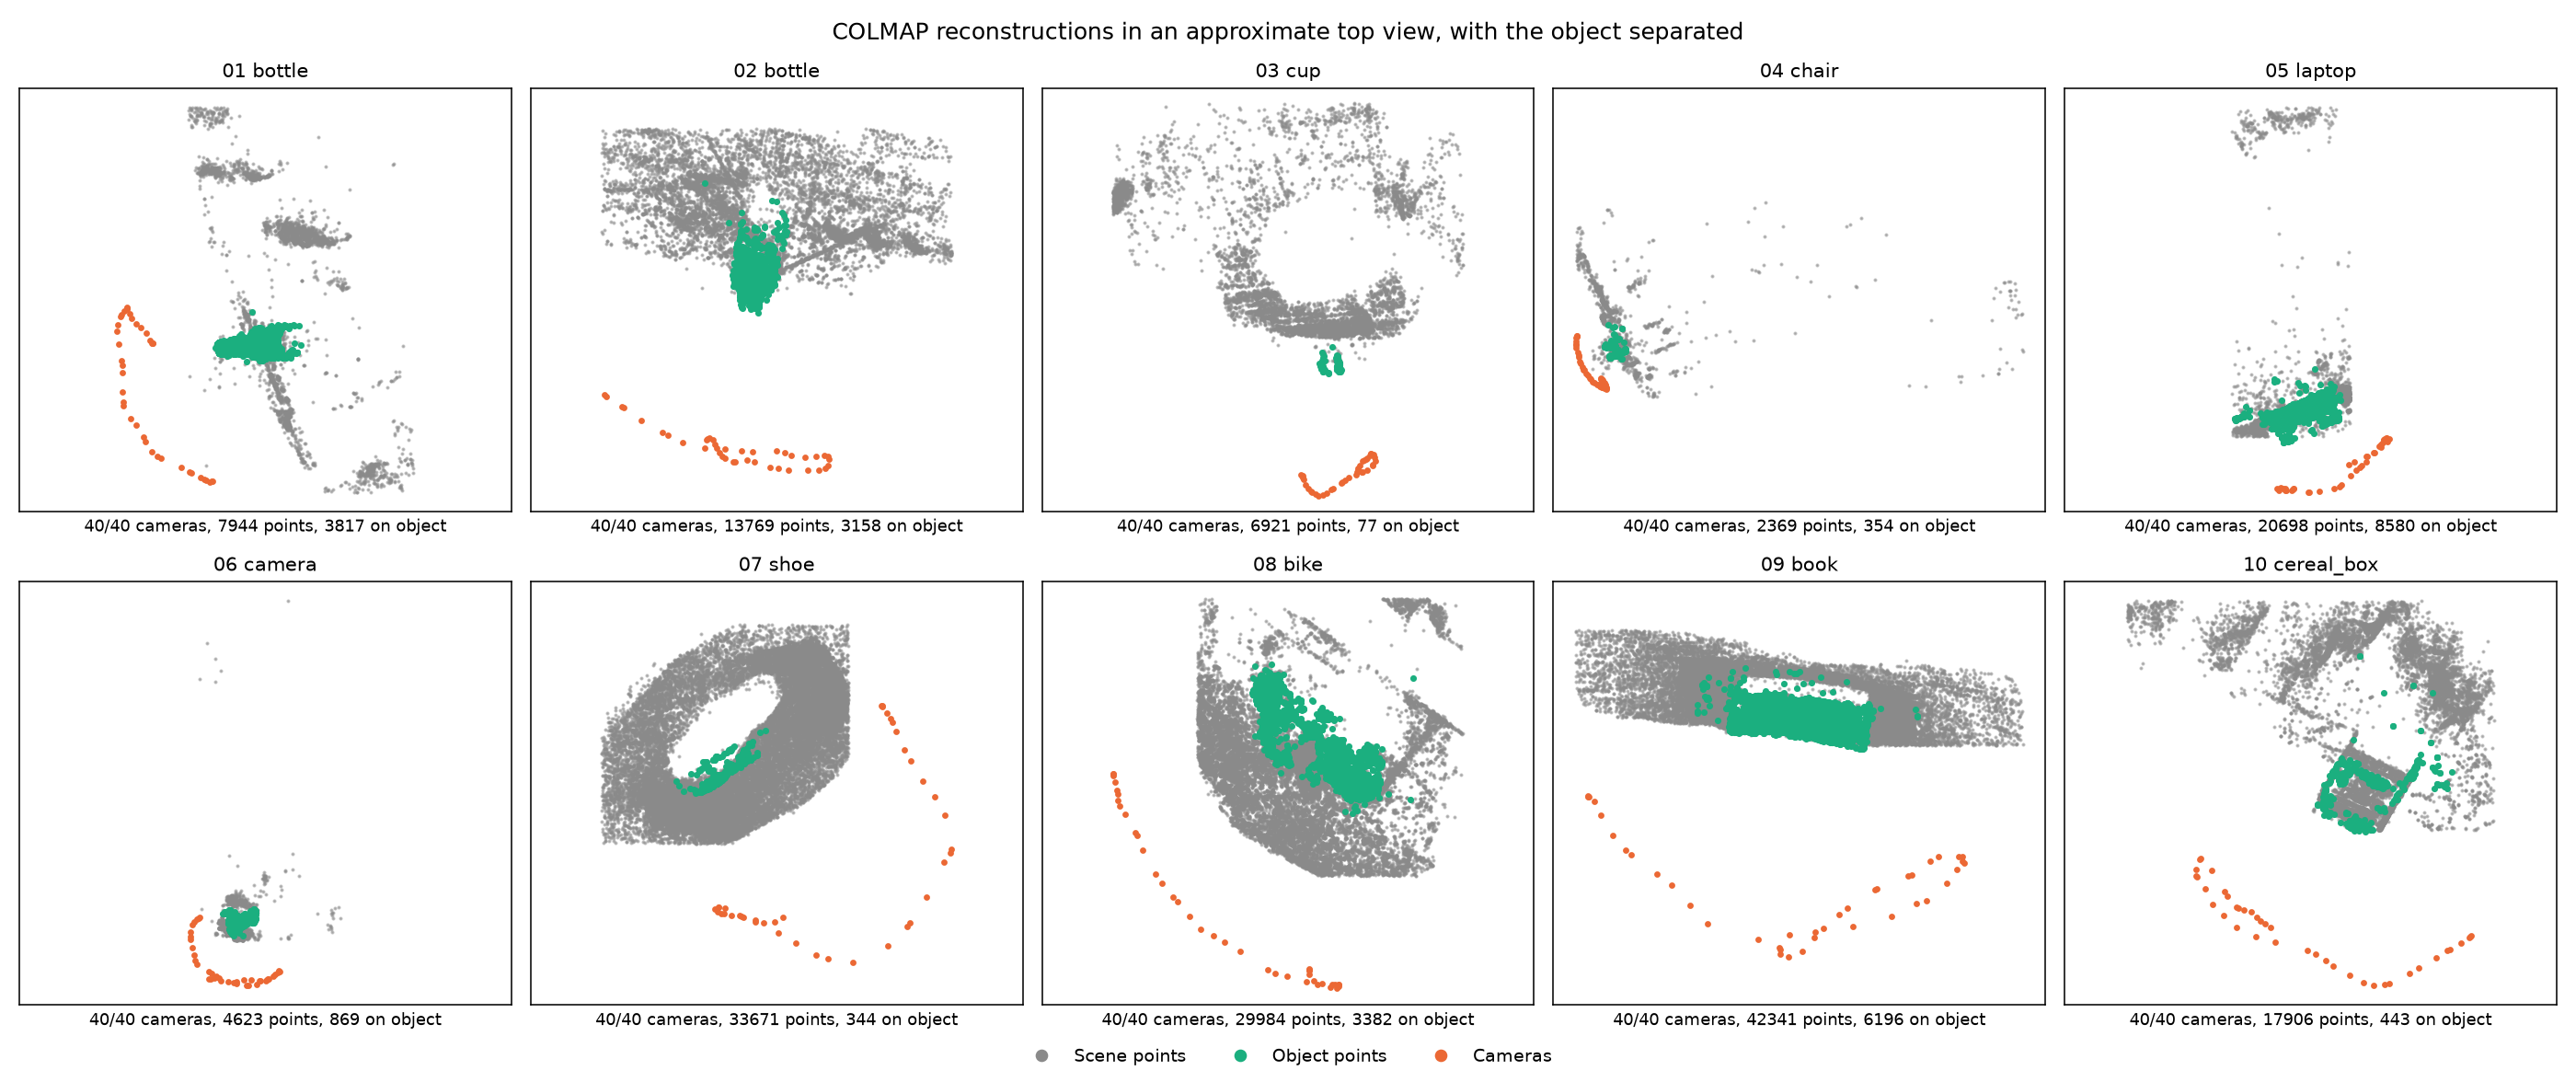 COLMAP reconstructions in an approximate top view, with the object separated
01 bottle
02 bottle
03 cup
04 chair
05 laptop
40/40 cameras, 7944 points, 3817 on object
40/40 cameras, 13769 points, 3158 on object
40/40 cameras, 6921 points, 77 on object
40/40 cameras, 2369 points, 354 on object
40/40 cameras, 20698 points, 8580 on object
06 camera
07 shoe
08 bike
09 book
10 cereal_box
40/40 cameras, 4623 points, 869 on object
40/40 cameras, 33671 points, 344 on object
40/40 cameras, 29984 points, 3382 on object
40/40 cameras, 42341 points, 6196 on object
40/40 cameras, 17906 points, 443 on object
Scene points
Object points
Cameras